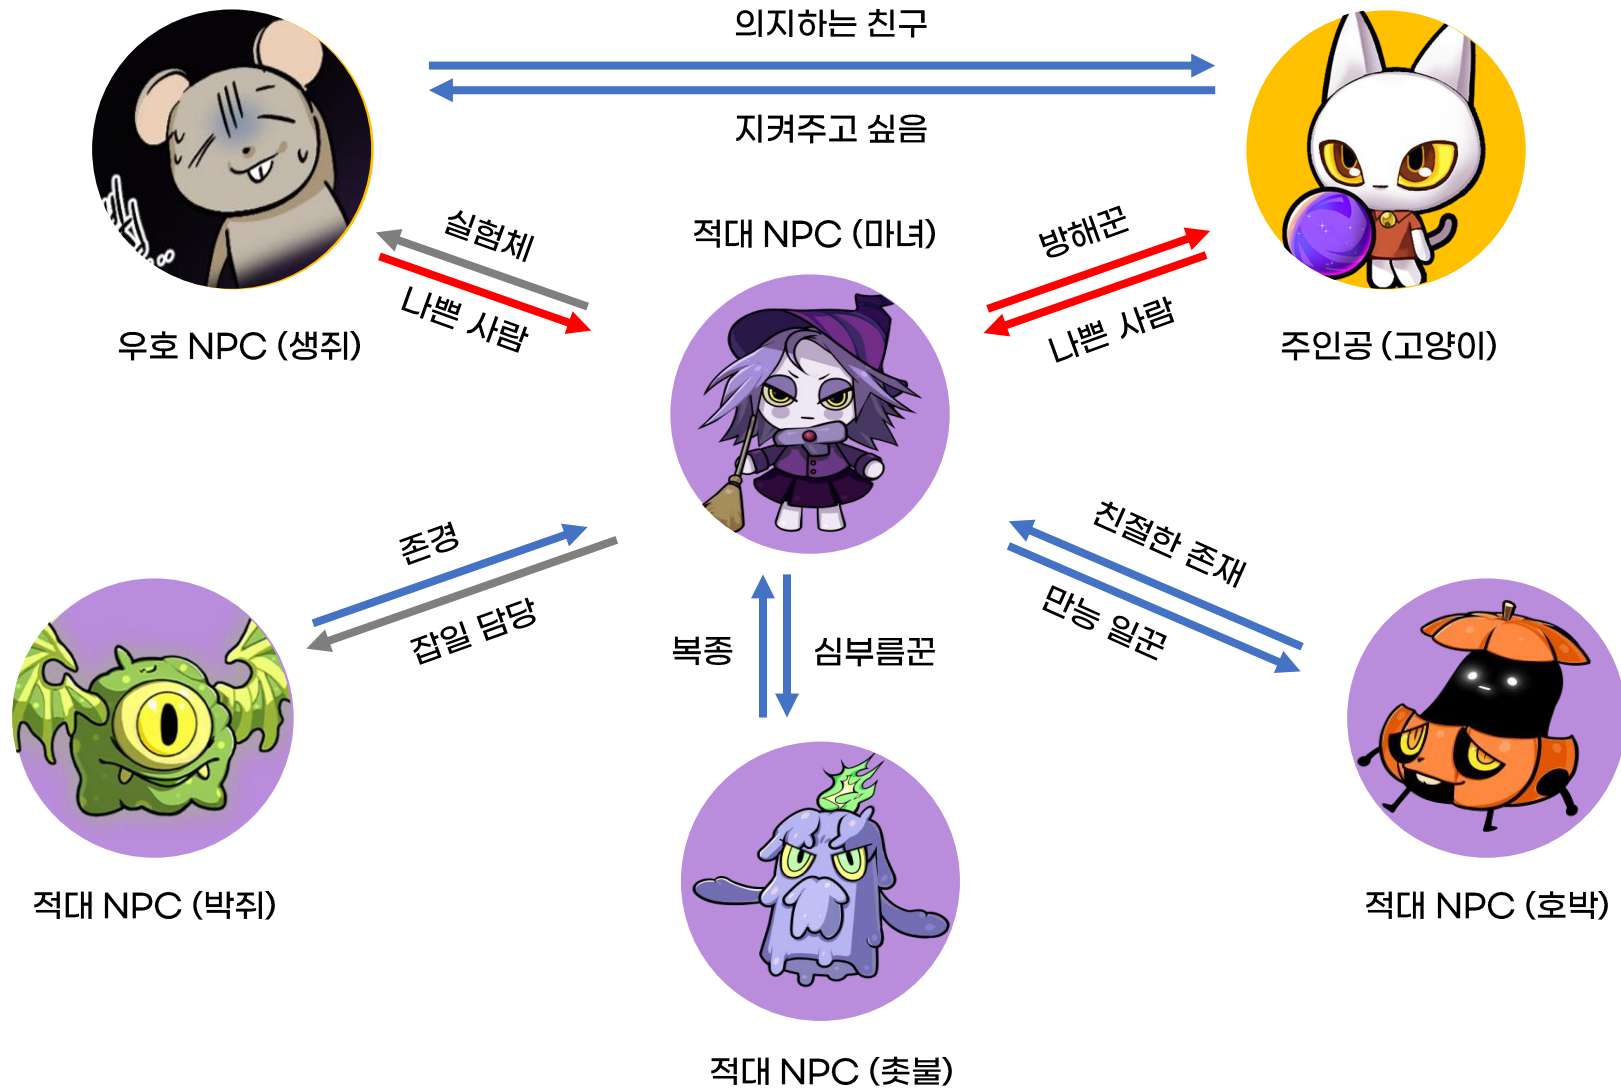 의지하는 친구
지켜주고 싶음
실험체
나쁜 사람
적대 NPC (마녀)
방해꾼
나쁜 사람
우호 NPC (생쥐)
주인공 (고양이)
존경
잡일 담당
친절한 존재
만능 일꾼
복종
심부름꾼
적대 NPC (박쥐)
적대 NPC (호박)
적대 NPC (촛불)